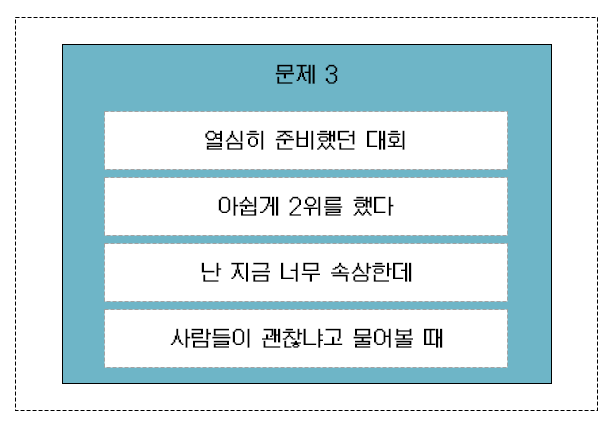 문제 3
열심히 준비했던 대회
아쉽게 2위를 했다
난 지금 너무 속상한데
사람들이 괜찮냐고 물어볼 때